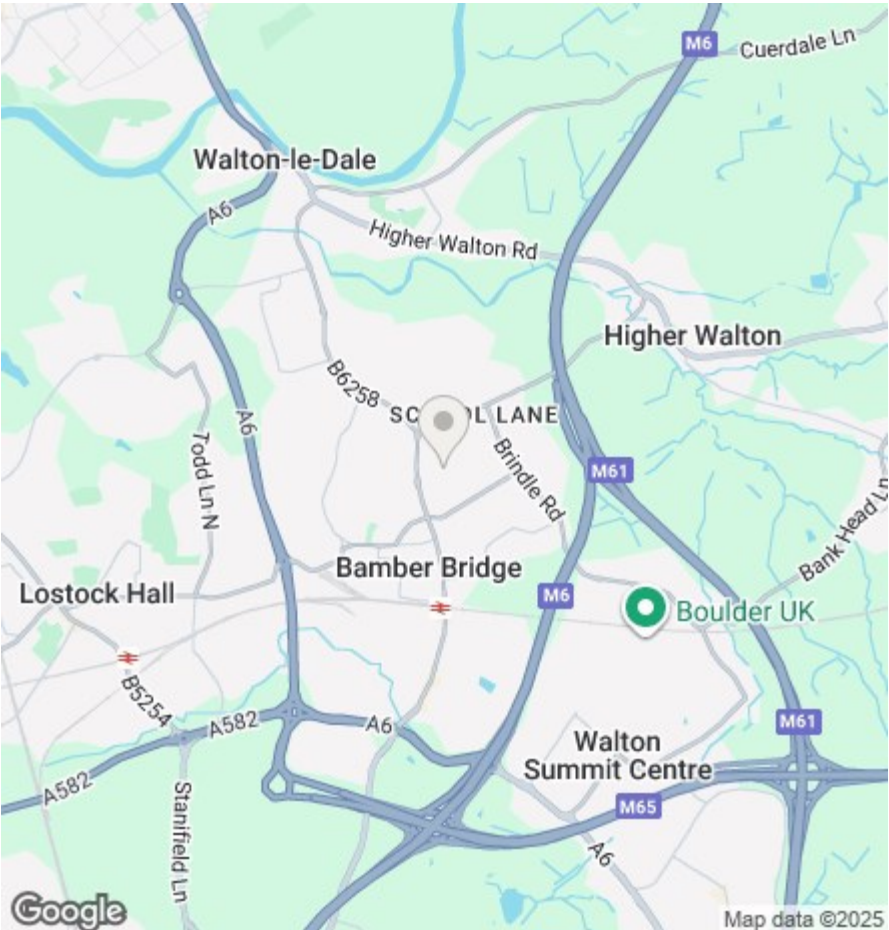 M6
Cuerdale Ln
Walton-le-Dale
A6
Higher Walton Rd
Higher Walton
B6258
LANE
A6
Todd Ln N
Brindle Rd
M61
Bank Head Ln
Bamber Bridge
Lostock Hall
M6
Boulder UK
B5254
A582
A6
M61
Walton
Summit Centre
A582
Stanifield Ln
M65
A6
Google
Map data ©2025